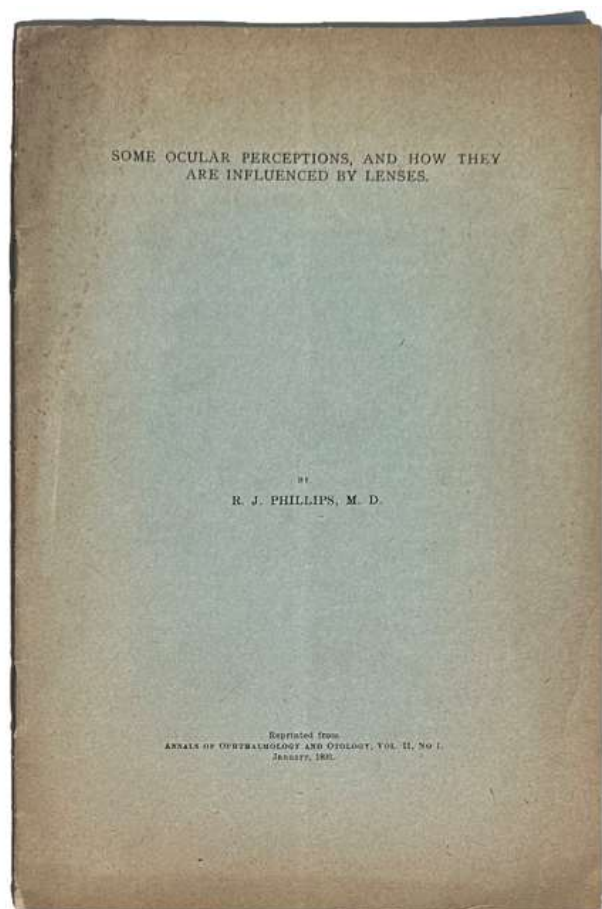 SOME OCULAR PERCEPTIONS, AND HOW THEY
ARE INFLUENCED BY LENSES.
BY
R. J. PHILLIPS, M. D.
Reprinted from
ANNALS OF OPHTHALMOLOGY AND OTOLOGY, VOL. II, NO 1.
January,